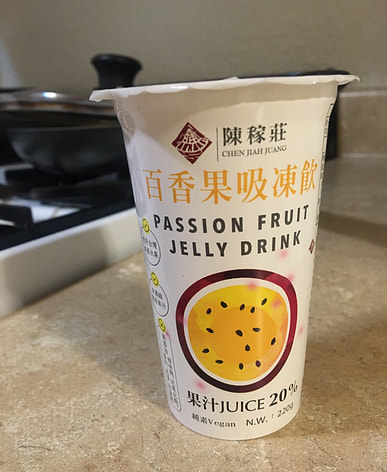 陳稼莊
CHEN JIAH JUANG
百香果吸凍飲
PASSION FRUIT
JELLY DRINK
果汁JUICE 20%
純素Vegan N.W.: 220g